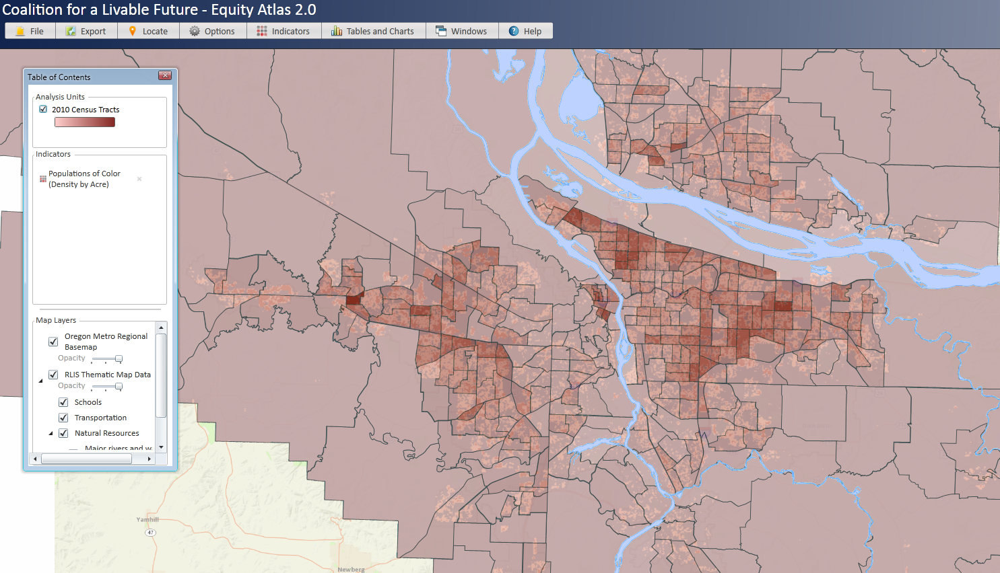 Coalition for a Livable Future - Equity Atlas 2.0
File Export Locate Options Indicators Tables and Charts Windows Help
Table of Contents
Analysis Units
2010 Census Tracts
Indicators
Populations of Color
(Density by Acre)
Map Layers
Oregon Metro Regional
Basemap
Opacity
RLIS Thematic Map Data
Opacity
Schools
Transportation
Natural Resources
Major rivers and w
Yamhill
47
Newberg